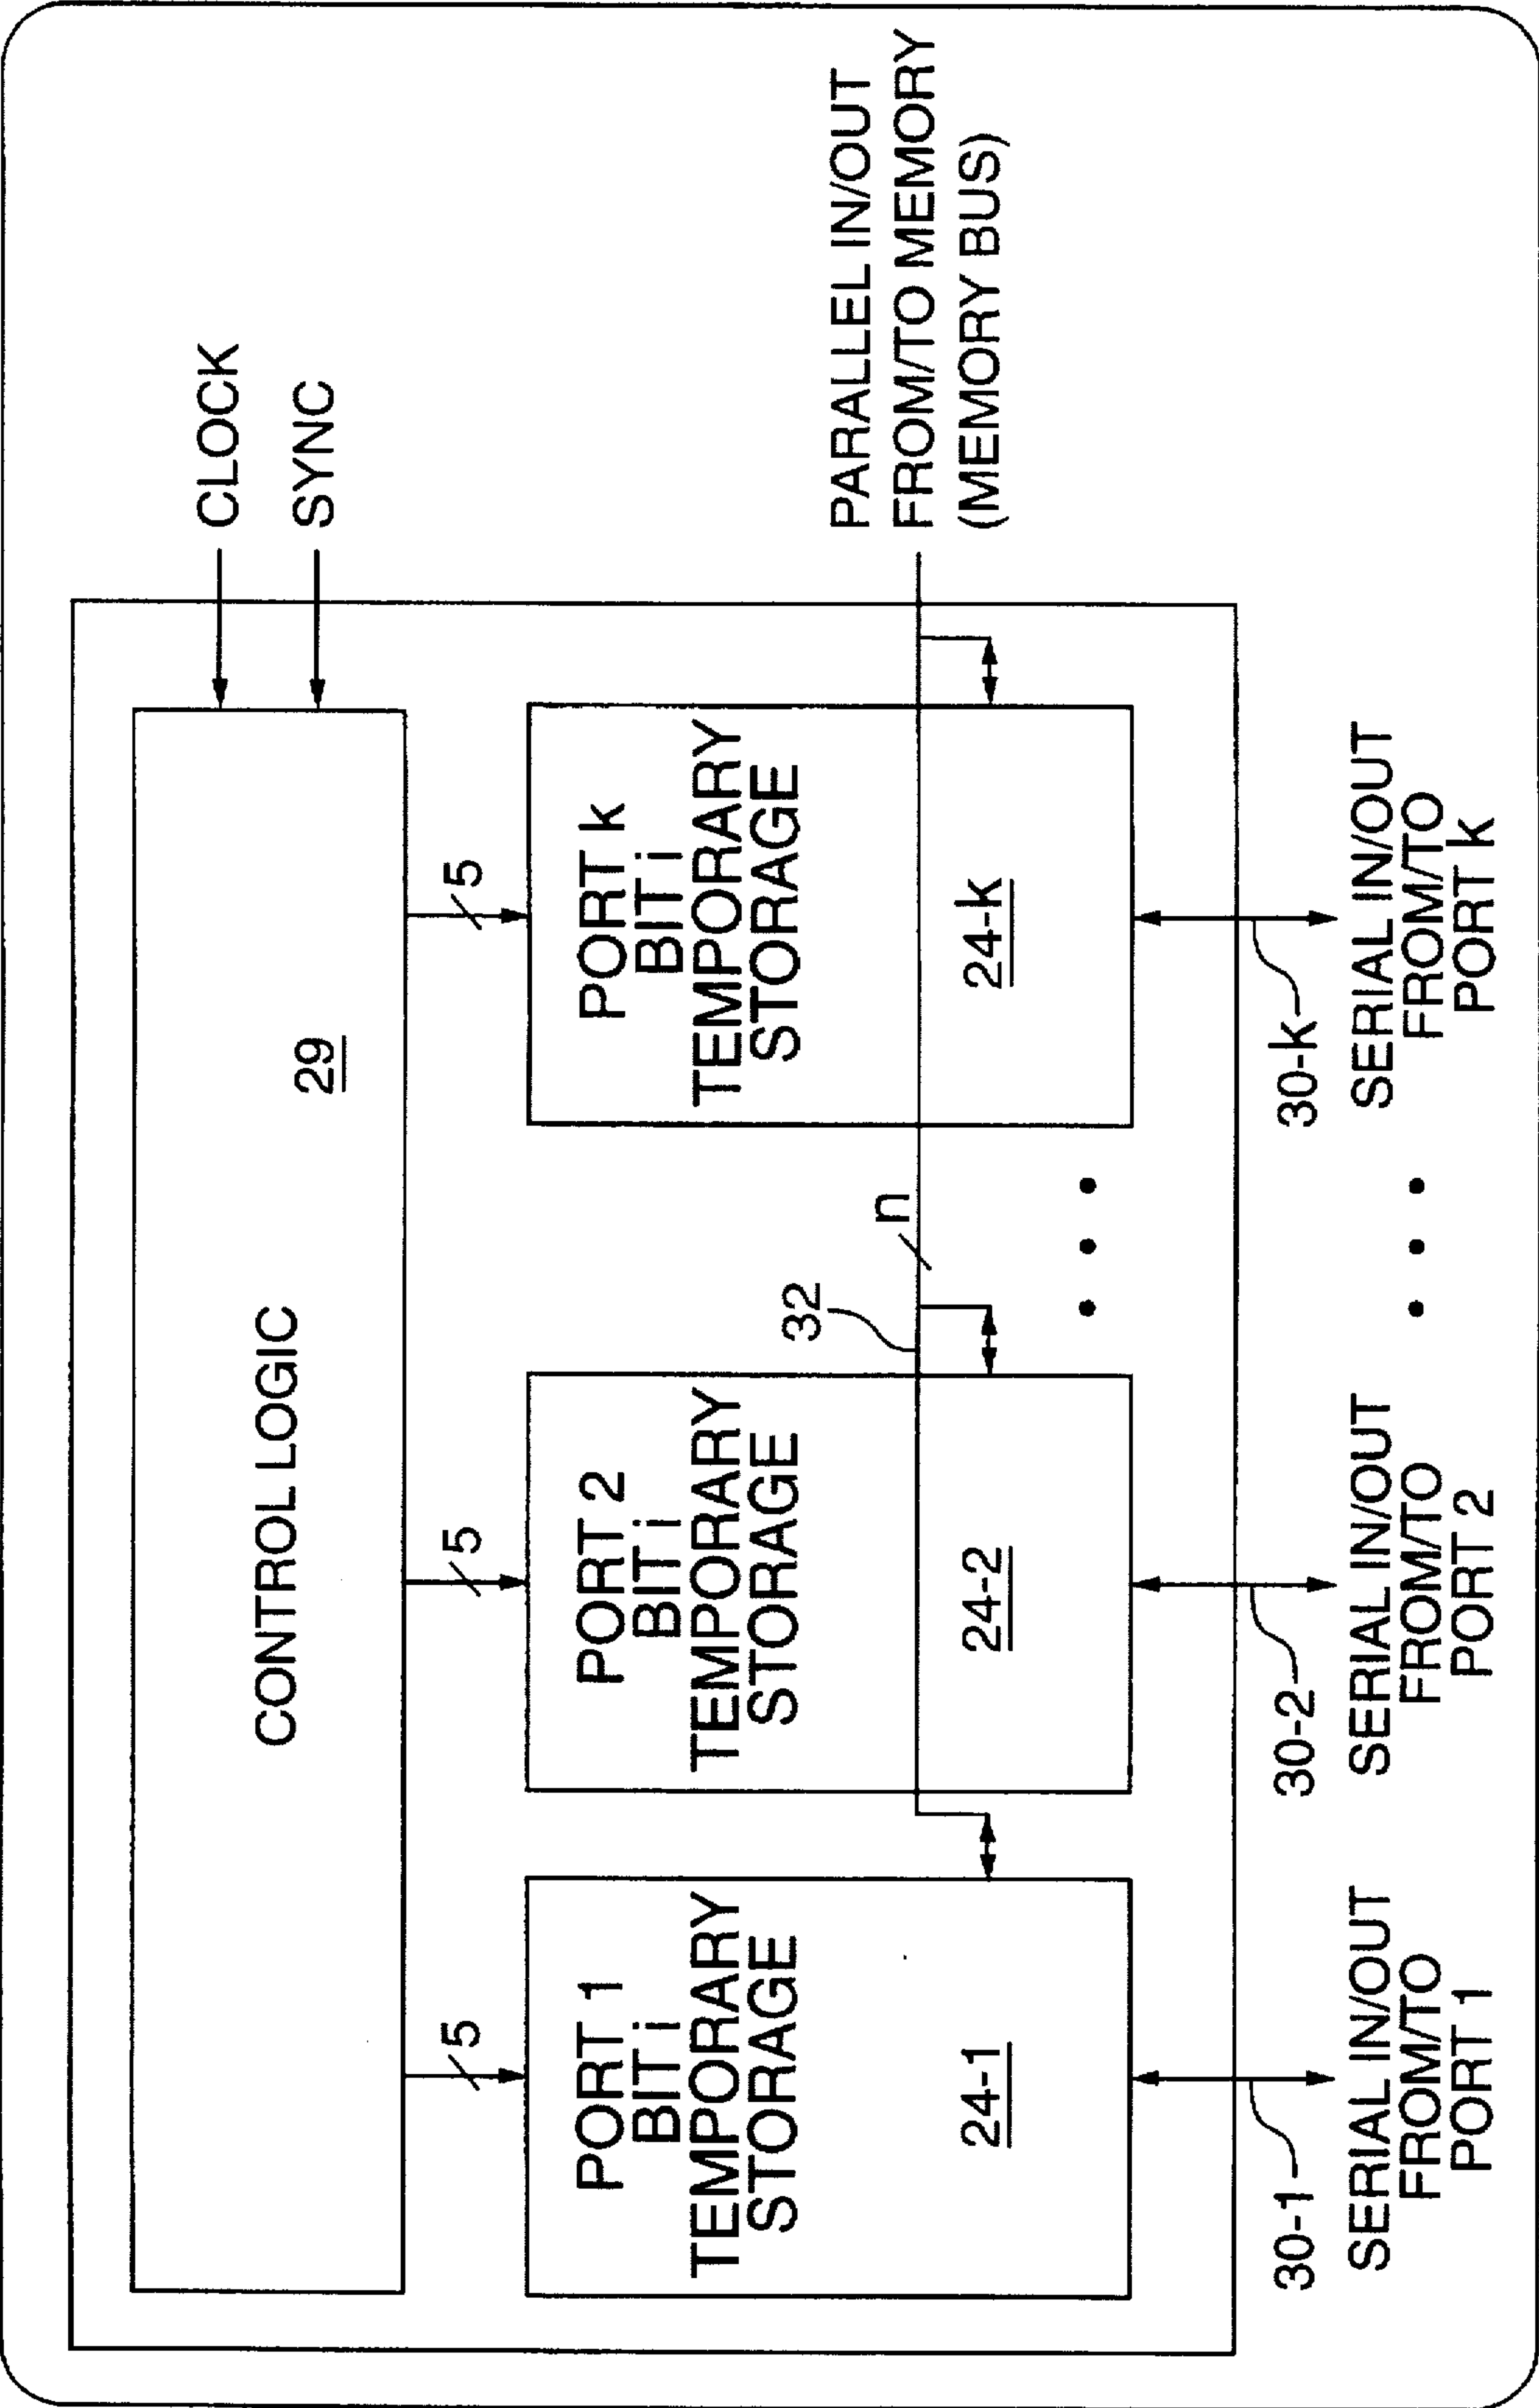 CLOCK
SYNC
CONTROL LOGIC
29
5
5
5
PORT 1
BIT i
TEMPORARY
STORAGE
24-1
PORT 2
BIT i
TEMPORARY
STORAGE
24-2
PORT k
BIT i
TEMPORARY
STORAGE
24-k
32
n
PARALLEL IN/OUT
FROM/TO MEMORY
(MEMORY BUS)
30-1
30-2
30-k
SERIAL IN/OUT
FROM/TO
PORT 1
SERIAL IN/OUT
FROM/TO
PORT 2
SERIAL IN/OUT
FROM/TO
PORT k